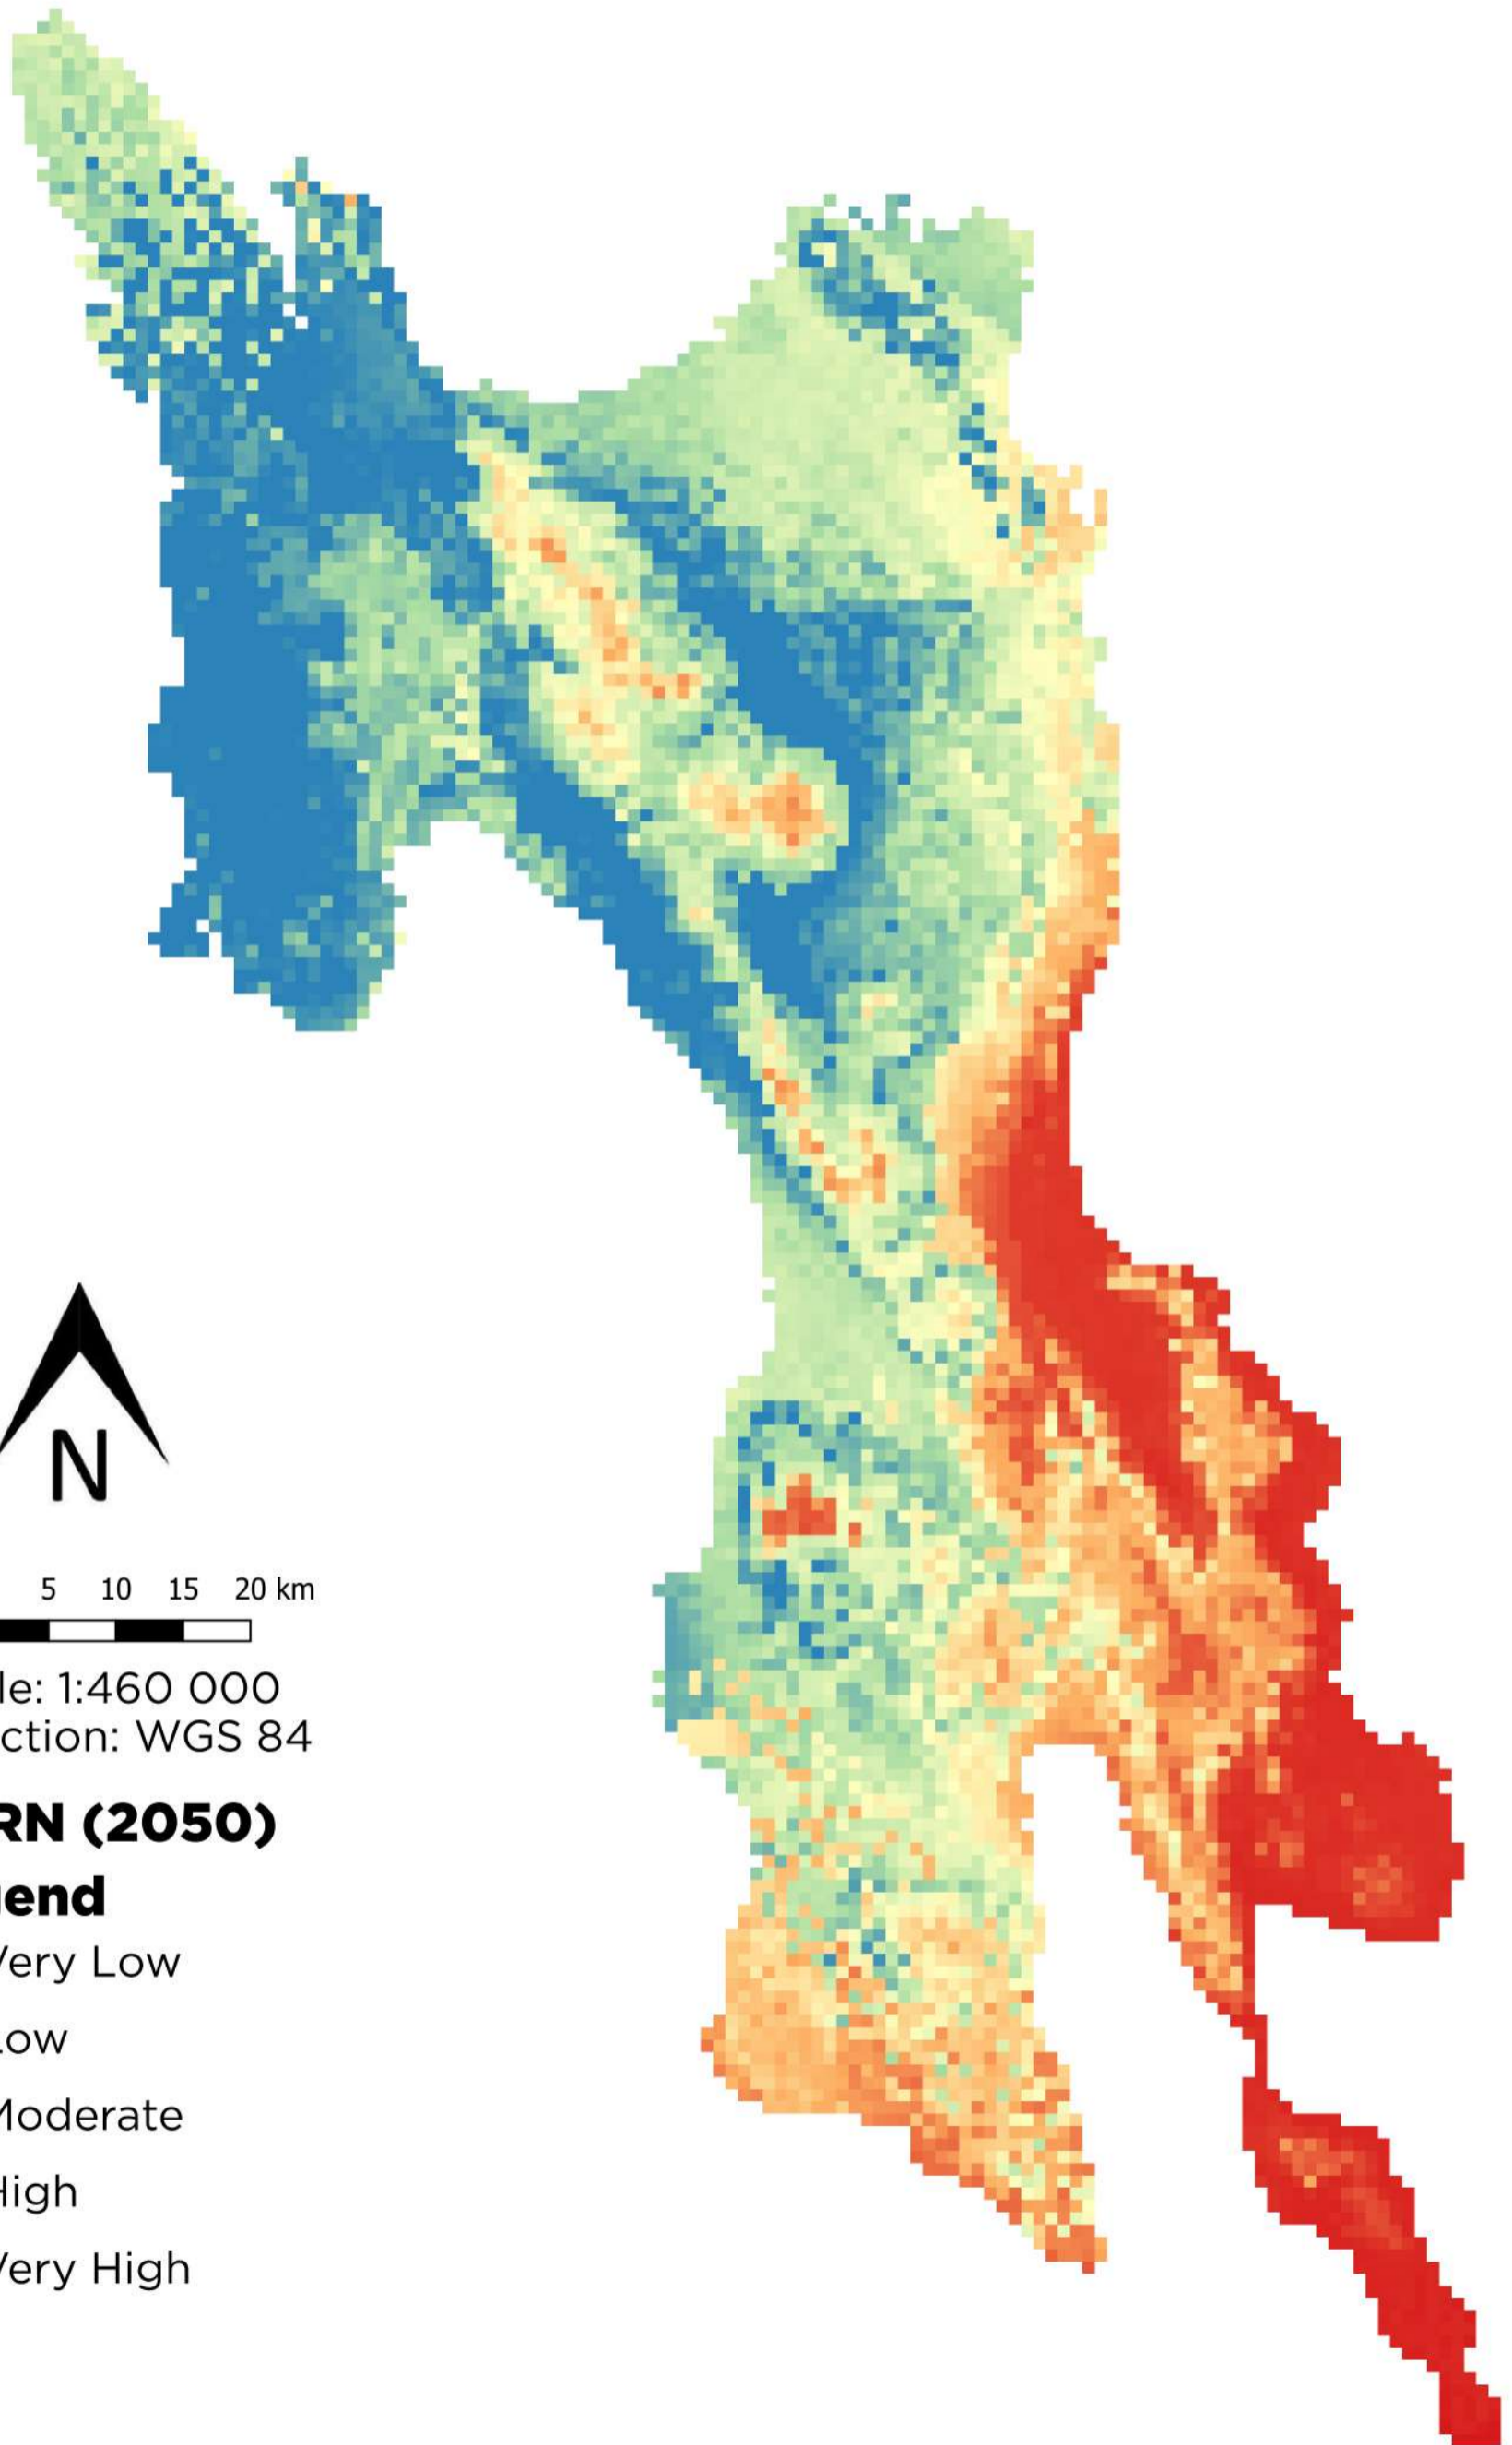 N
5 10 15 20 km
le: 1:460 000
ction: WGS 84
RN (2050)
gend
Very Low
Low
Moderate
High
Very High